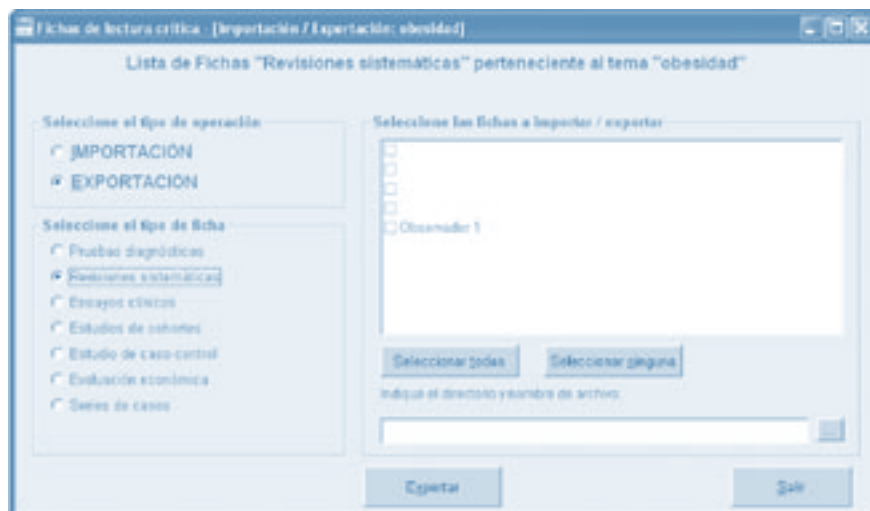 Fichas de lectura crítica - [Importación / Exportación: obesidad]
Lista de Fichas "Revisiones sistemáticas" perteneciente al tema "obesidad"
Seleccione el tipo de operación
IMPORTACIÓN
EXPORTACION
Seleccione el tipo de ficha
Pruebas diagnósticas
Revisiones sistemáticas
Ensayos clínicos
Estudios de cohortes
Estudio de caso control
Evaluación económica
Series de casos
Seleccione las fichas a importar / exportar
Observador 1
Seleccionar todas
Seleccionar ninguna
Indique el directorio y nombre de archivo:
...
Exportar
Salir